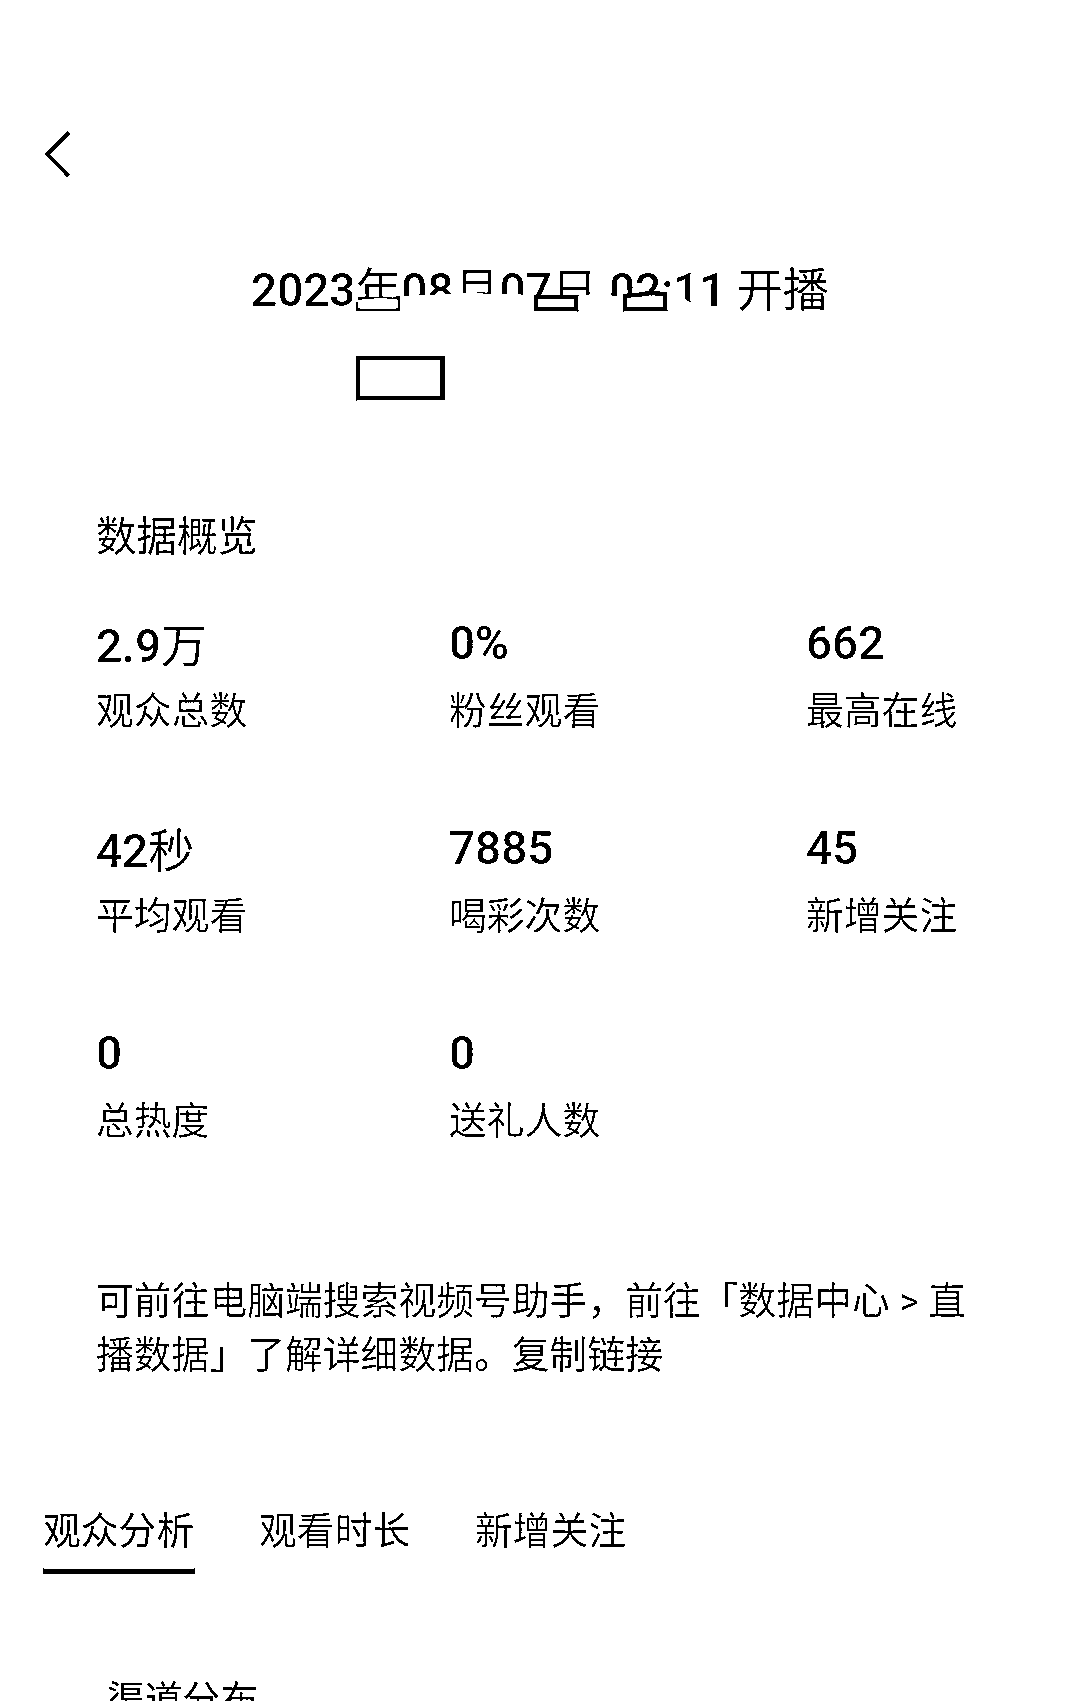 2023年08月07日 02:11 开播
数据概览
2.9万 0% 662
观众总数 粉丝观看 最高在线
42秒 7885 45
平均观看 喝彩次数 新增关注
0 0
总热度 送礼人数
可前往电脑端搜索视频号助手，前往「数据中心 > 直
播数据」了解详细数据。复制链接
观众分析 观看时长 新增关注
渠道分布